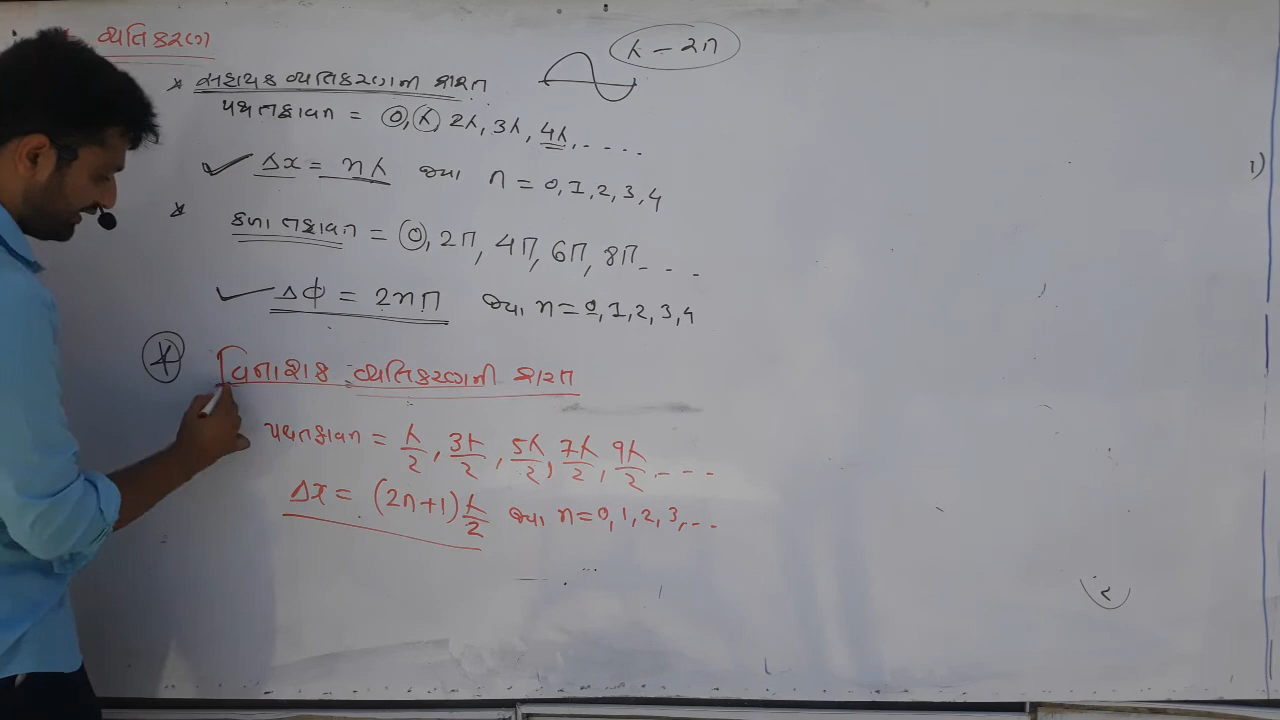 વ્યતિકરણ
λ – 2π
* સહાયક વ્યતિકરણની શરત
પથતફાવત = 0, λ, 2λ, 3λ, 4λ, . . . .
✓ Δx = nλ જ્યાં n = 0, 1, 2, 3, 4
* કળા તફાવત = 0, 2π, 4π, 6π, 8π - - -
✓ Δϕ = 2nπ જ્યાં n = 0, 1, 2, 3, 4
* વિનાશક વ્યતિકરણની શરત
પથતફાવત = λ/2, 3λ/2, 5λ/2, 7λ/2, 9λ/2, - - -
Δx = (2n+1)λ/2 જ્યાં n = 0, 1, 2, 3, - - -
1)